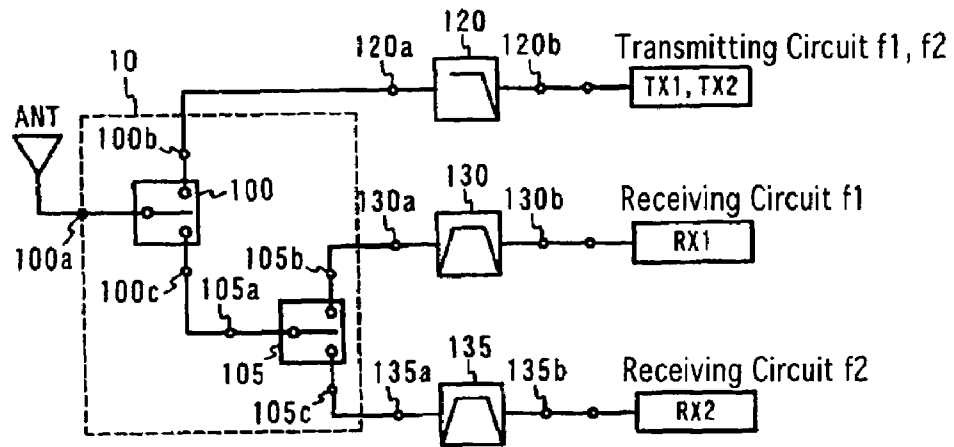 120
120a
120b
Transmitting Circuit f1, f2
TX1, TX2
10
ANT
100b
100
100a
100c
130
130a
130b
Receiving Circuit f1
RX1
105b
105a
105
105c
135
135a
135b
Receiving Circuit f2
RX2